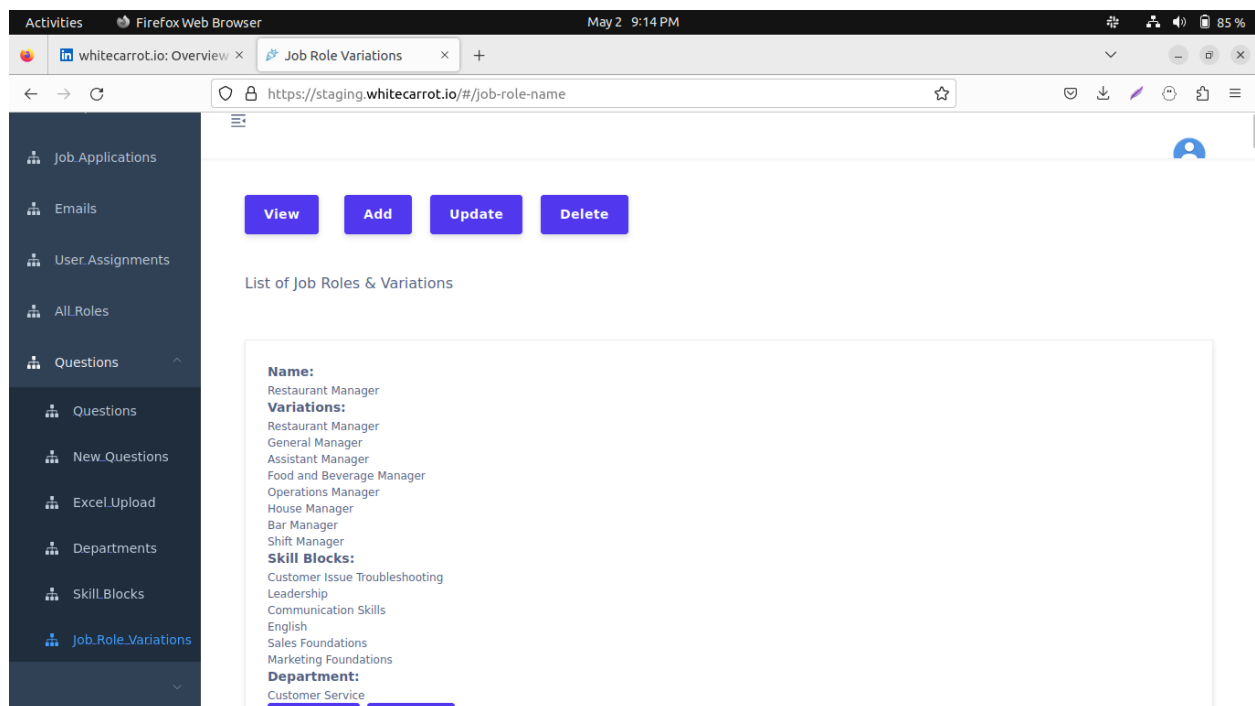 Activities
Firefox Web Browser
May 2 9:14 PM
85 %
whitecarrot.io: Overview
Job Role Variations
https://staging.whitecarrot.io/#/job-role-name
Job Applications
Emails
User Assignments
All Roles
Questions
Questions
New Questions
Excel Upload
Departments
Skill Blocks
Job Role Variations
View
Add
Update
Delete
List of Job Roles & Variations
Name:
Restaurant Manager
Variations:
Restaurant Manager
General Manager
Assistant Manager
Food and Beverage Manager
Operations Manager
House Manager
Bar Manager
Shift Manager
Skill Blocks:
Customer Issue Troubleshooting
Leadership
Communication Skills
English
Sales Foundations
Marketing Foundations
Department:
Customer Service